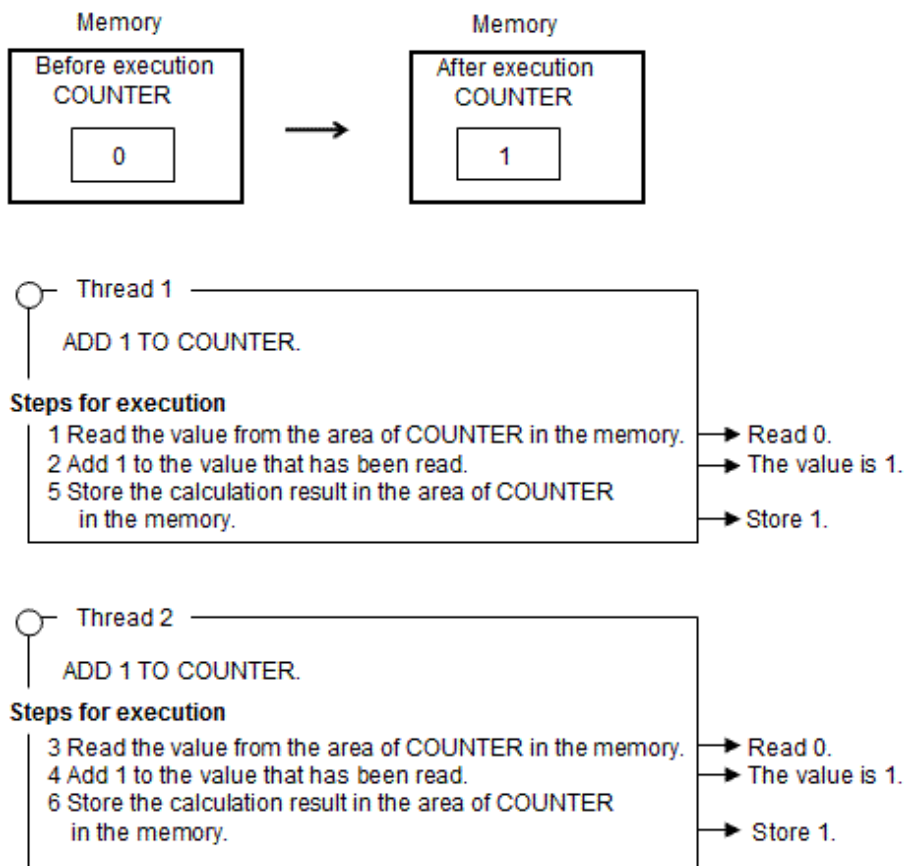 Memory
Memory
Before execution
COUNTER
0
After execution
COUNTER
1
Thread 1
ADD 1 TO COUNTER.
Steps for execution
1 Read the value from the area of COUNTER in the memory.
Read 0.
2 Add 1 to the value that has been read.
The value is 1.
5 Store the calculation result in the area of COUNTER
in the memory.
Store 1.
Thread 2
ADD 1 TO COUNTER.
Steps for execution
3 Read the value from the area of COUNTER in the memory.
Read 0.
4 Add 1 to the value that has been read.
The value is 1.
6 Store the calculation result in the area of COUNTER
in the memory.
Store 1.